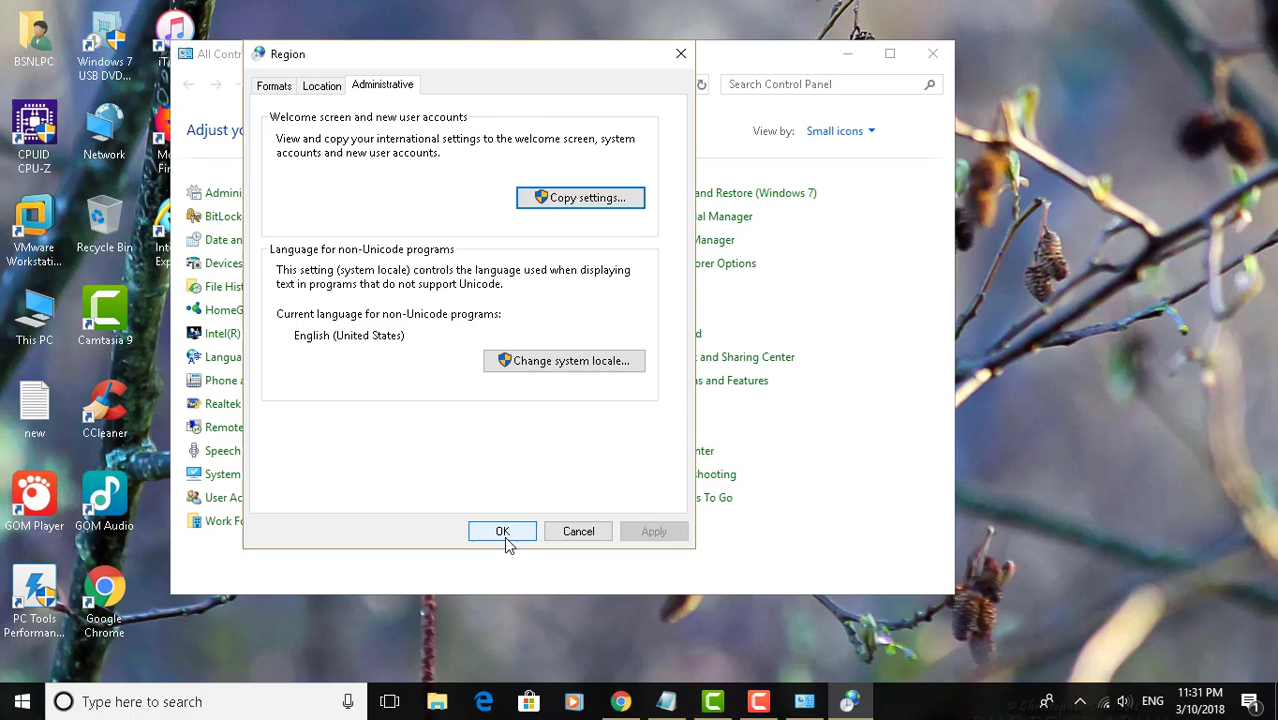 BSNLPC
Windows 7
USB DVD...
CPUID
CPU-Z
Network
VMware
Workstati...
Recycle Bin
This PC
Camtasia 9
new
CCleaner
GOM Player
GOM Audio
PC Tools
Performan...
Google
Chrome
All Contr
Region
Formats
Location
Administrative
Welcome screen and new user accounts
View and copy your international settings to the welcome screen, system
accounts and new user accounts.
Copy settings...
Language for non-Unicode programs
This setting (system locale) controls the language used when displaying
text in programs that do not support Unicode.
Current language for non-Unicode programs:
English (United States)
Change system locale...
OK
Cancel
Apply
Search Control Panel
Adjust yo
View by:
Small icons
Admini
BitLock
Date an
Devices
File Hist
HomeG
Intel(R)
Langua
Phone a
Realtek
Remote
Speech
System
User Ac
Work Fo
and Restore (Windows 7)
ial Manager
Manager
orer Options
d
t and Sharing Center
s and Features
nter
shooting
s To Go
Type here to search
ENG
11:31 PM
3/10/2018
1